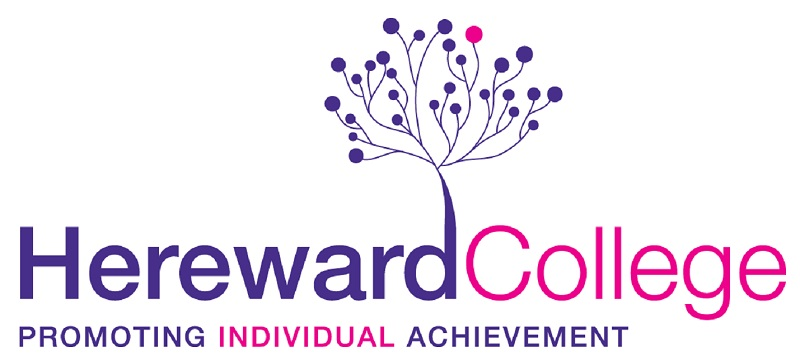 HerewardCollege
PROMOTING INDIVIDUAL ACHIEVEMENT